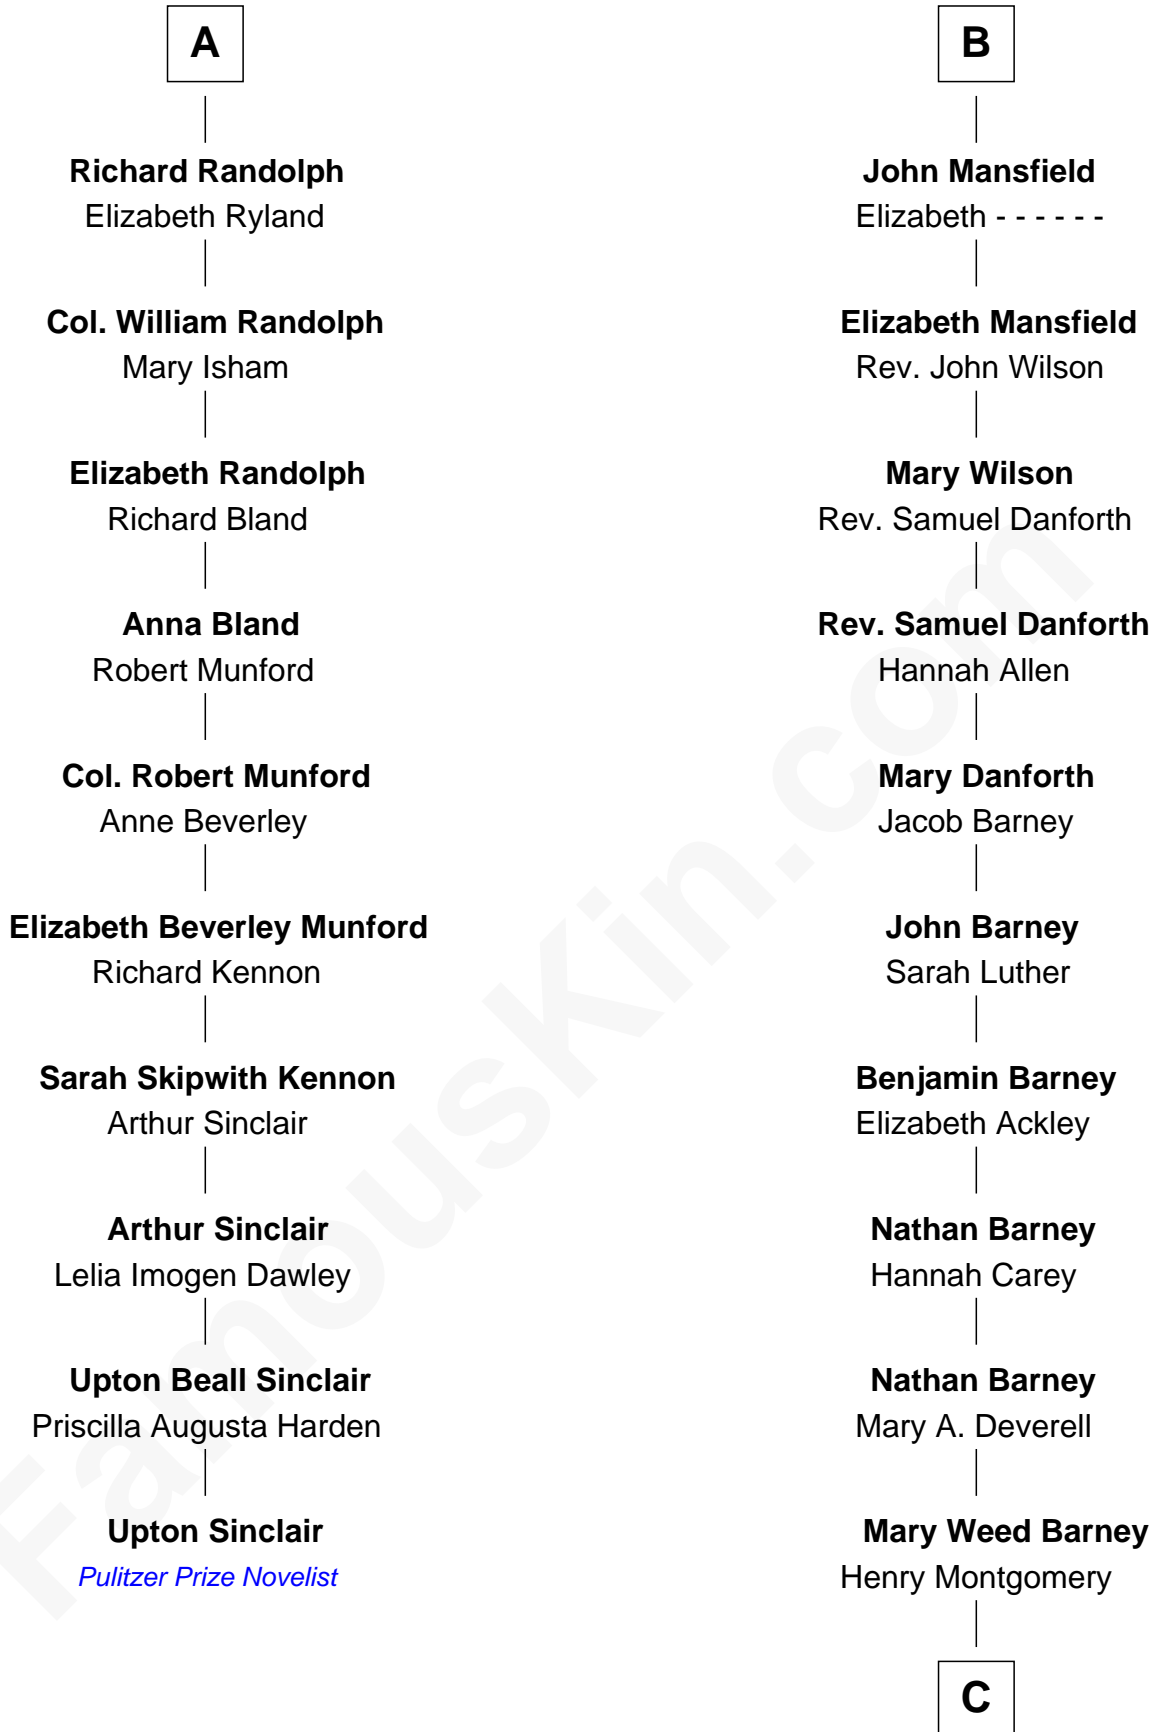 A
Richard Randolph
Elizabeth Ryland
Col. William Randolph
Mary Isham
Elizabeth Randolph
Richard Bland
Anna Bland
Robert Munford
Col. Robert Munford
Anne Beverley
Elizabeth Beverley Munford
Richard Kennon
Sarah Skipwith Kennon
Arthur Sinclair
Arthur Sinclair
Lelia Imogen Dawley
Upton Beall Sinclair
Priscilla Augusta Harden
Upton Sinclair
Pulitzer Prize Novelist
B
John Mansfield
Elizabeth - - - - - -
Elizabeth Mansfield
Rev. John Wilson
Mary Wilson
Rev. Samuel Danforth
Rev. Samuel Danforth
Hannah Allen
Mary Danforth
Jacob Barney
John Barney
Sarah Luther
Benjamin Barney
Elizabeth Ackley
Nathan Barney
Hannah Carey
Nathan Barney
Mary A. Deverell
Mary Weed Barney
Henry Montgomery
C
FamousKin.com